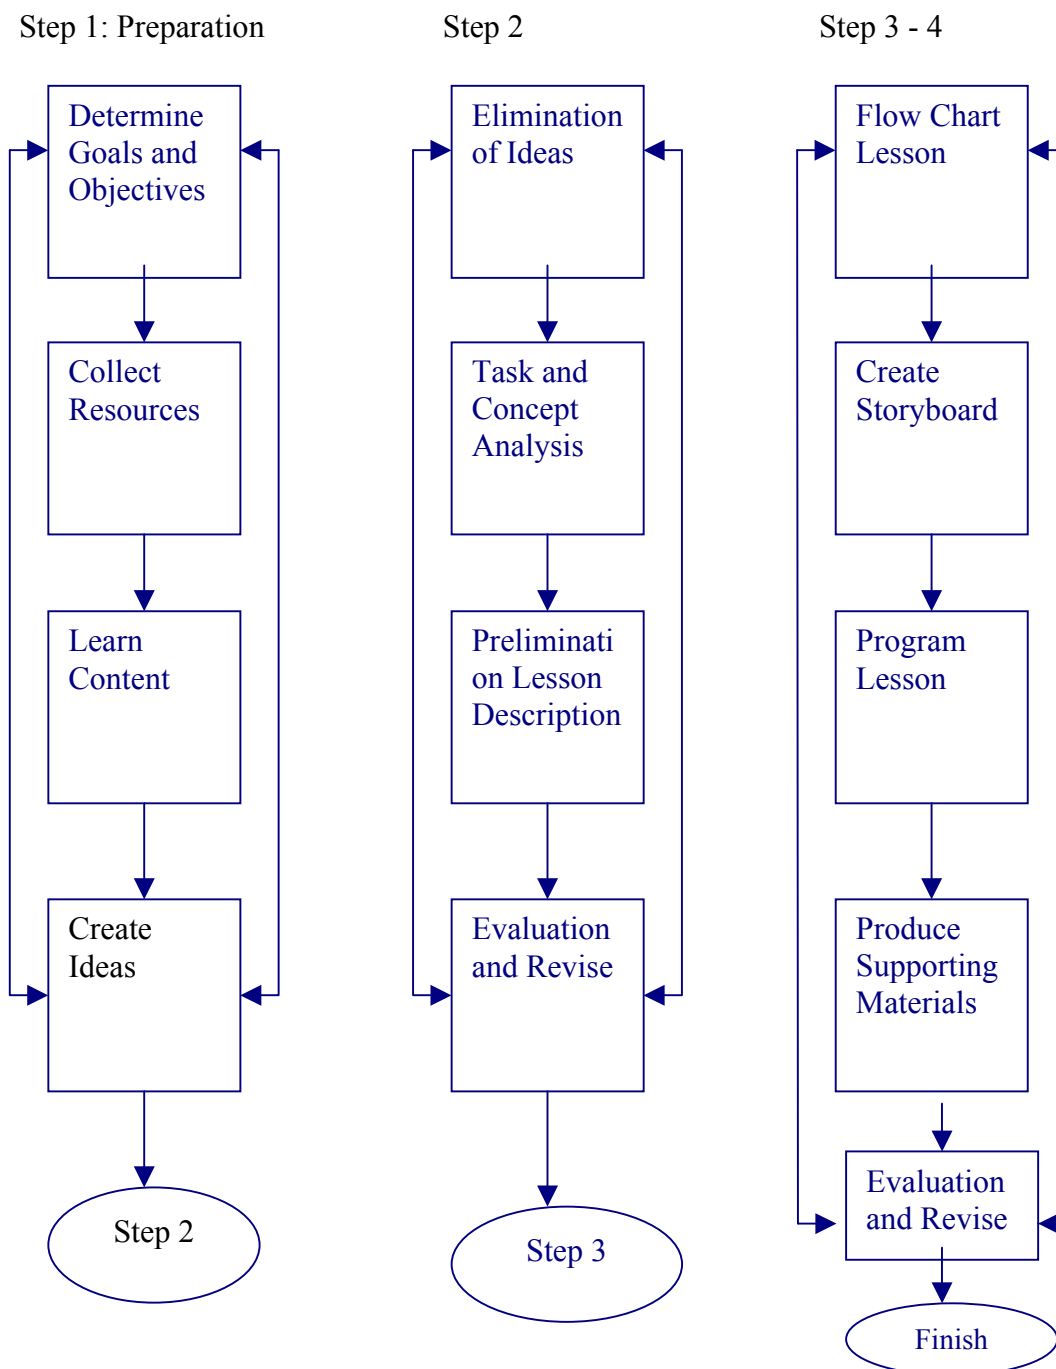 Step 1: Preparation
Determine
Goals and
Objectives
Collect
Resources
Learn
Content
Create
Ideas
Step 2
Step 2
Elimination
of Ideas
Task and
Concept
Analysis
Preliminati
on Lesson
Description
Evaluation
and Revise
Step 3
Step 3 - 4
Flow Chart
Lesson
Create
Storyboard
Program
Lesson
Produce
Supporting
Materials
Evaluation
and Revise
Finish